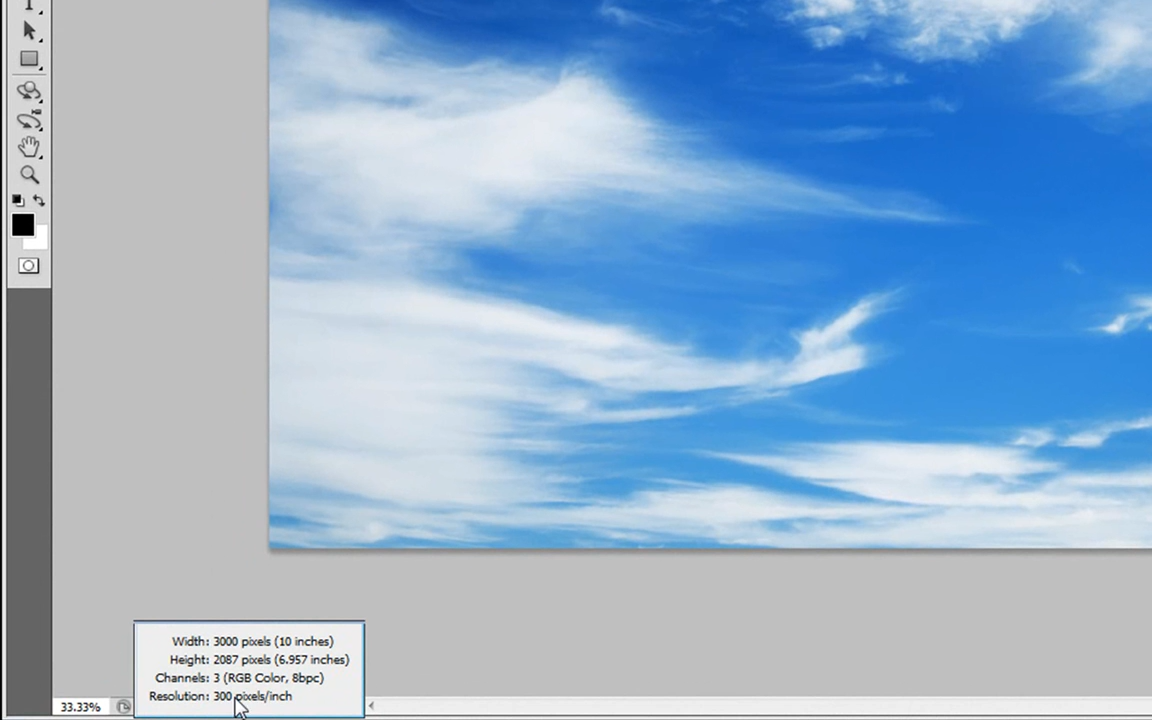 T
Width: 3000 pixels (10 inches)
Height: 2087 pixels (6.957 inches)
Channels: 3 (RGB Color, 8bpc)
Resolution: 300 pixels/inch
33.33%